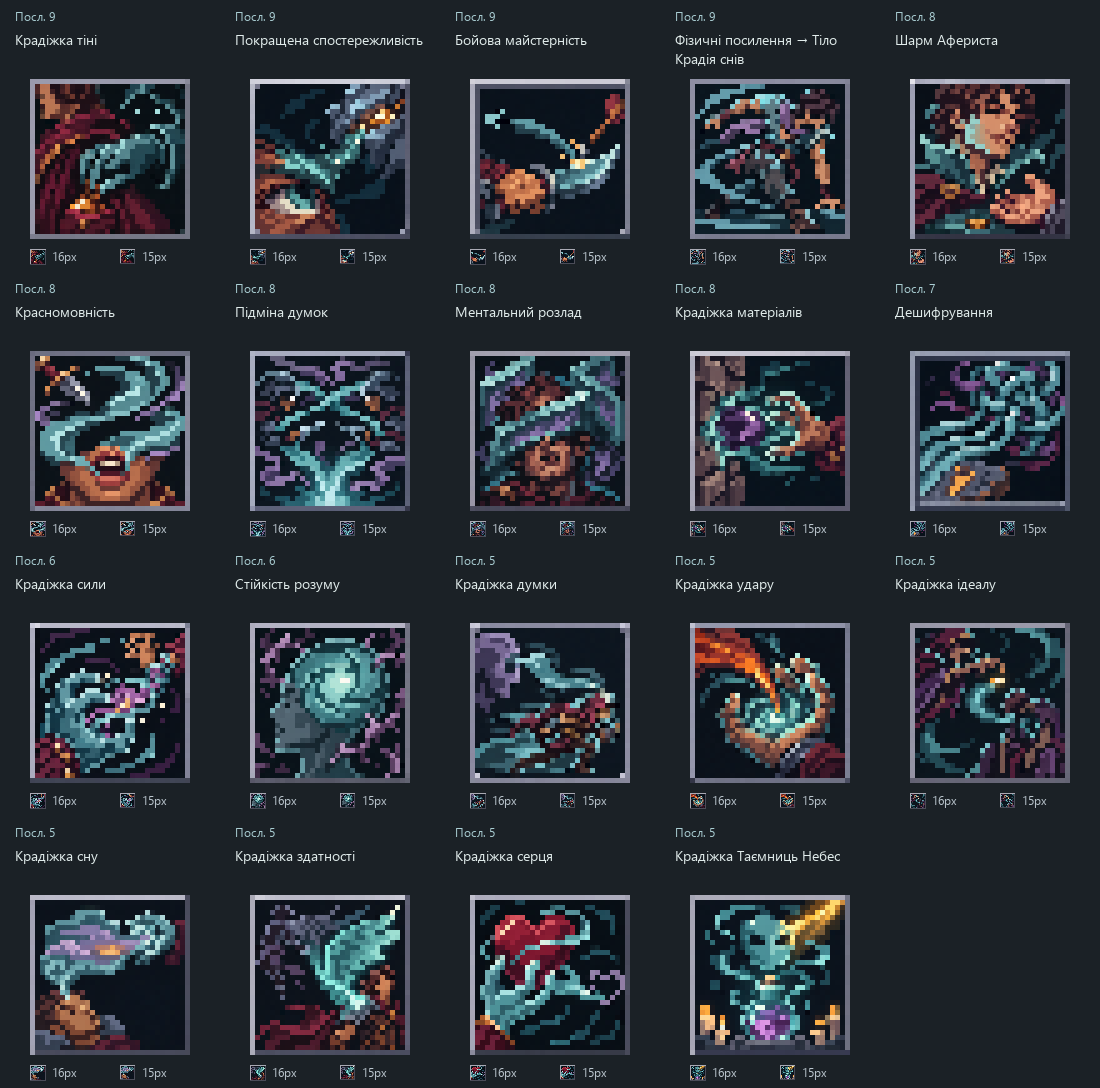 Посл. 9
Крадіжка тіні
16px 15px
Посл. 9
Покращена спостережливість
16px 15px
Посл. 9
Бойова майстерність
16px 15px
Посл. 9
Фізичні посилення → Тіло
Крадія снів
16px 15px
Посл. 8
Шарм Афериста
16px 15px
Посл. 8
Красномовність
16px 15px
Посл. 8
Підміна думок
16px 15px
Посл. 8
Ментальний розлад
16px 15px
Посл. 8
Крадіжка матеріалів
16px 15px
Посл. 7
Дешифрування
16px 15px
Посл. 6
Крадіжка сили
16px 15px
Посл. 6
Стійкість розуму
16px 15px
Посл. 5
Крадіжка думки
16px 15px
Посл. 5
Крадіжка удару
16px 15px
Посл. 5
Крадіжка ідеалу
16px 15px
Посл. 5
Крадіжка сну
16px 15px
Посл. 5
Крадіжка здатності
16px 15px
Посл. 5
Крадіжка серця
16px 15px
Посл. 5
Крадіжка Таємниць Небес
16px 15px